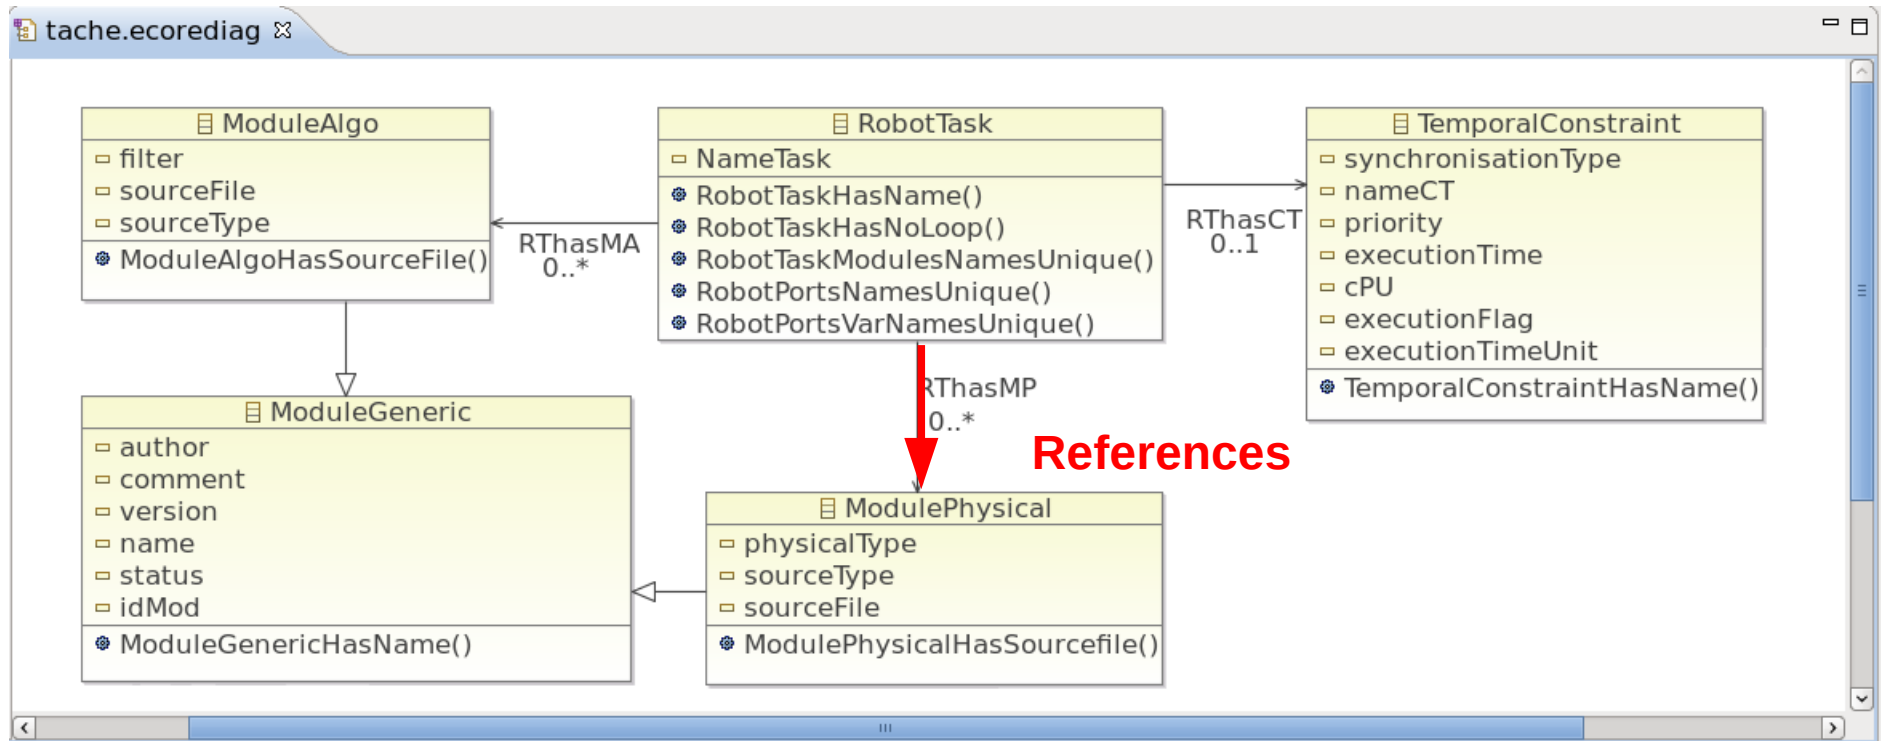 tache.ecorediag
ModuleAlgo
filter
sourceFile
sourceType
ModuleAlgoHasSourceFile()
RThasMA
0..*
RobotTask
NameTask
RobotTaskHasName()
RobotTaskHasNoLoop()
RobotTaskModulesNamesUnique()
RobotPortsNamesUnique()
RobotPortsVarNamesUnique()
RThasCT
0..1
TemporalConstraint
synchronisationType
nameCT
priority
executionTime
cPU
executionFlag
executionTimeUnit
TemporalConstraintHasName()
RThasMP
0..*
References
ModuleGeneric
author
comment
version
name
status
idMod
ModuleGenericHasName()
ModulePhysical
physicalType
sourceType
sourceFile
ModulePhysicalHasSourcefile()